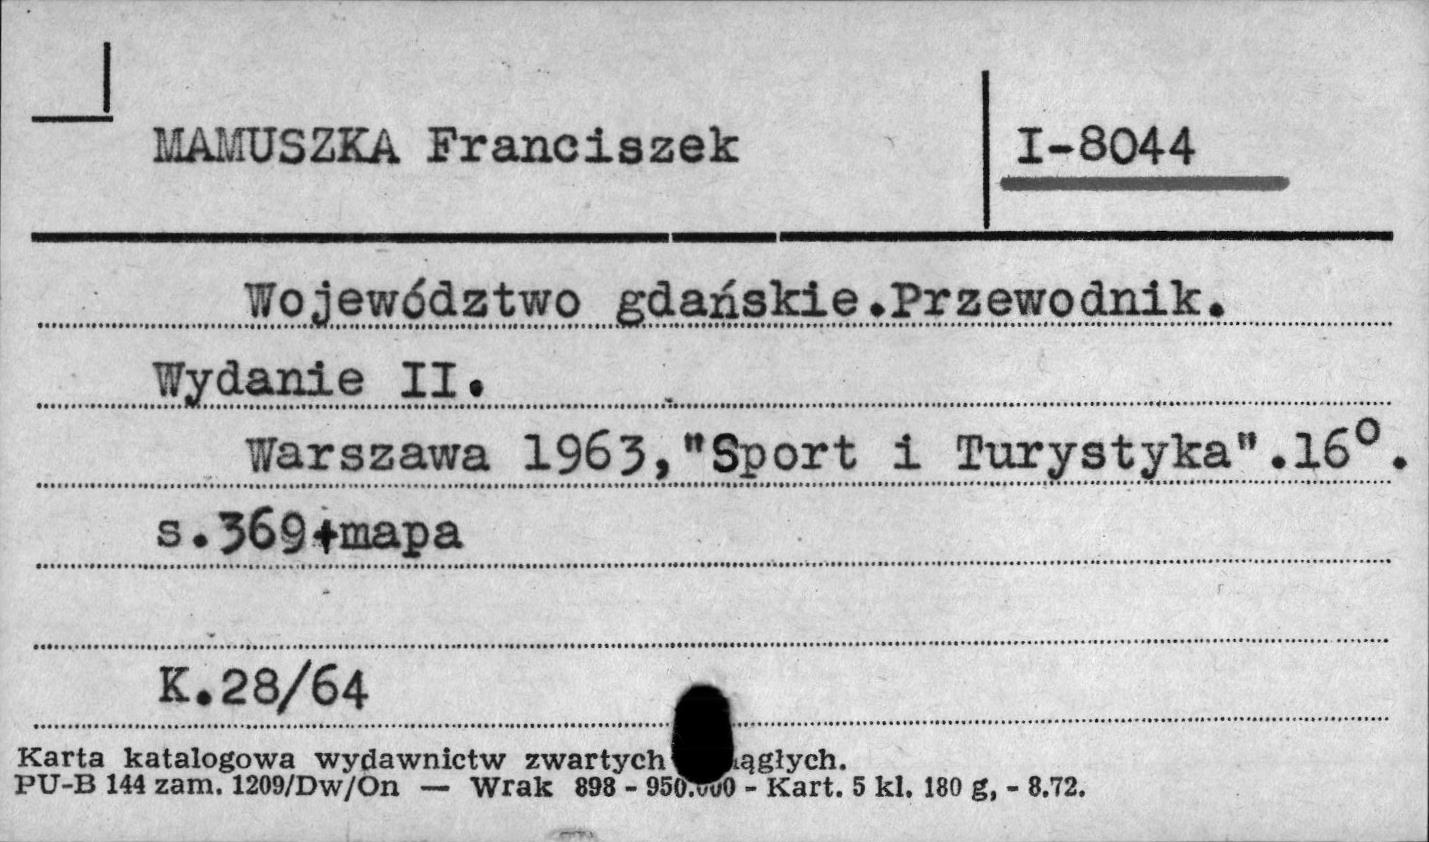 MAMUSZKA Franciszek
I-8044
Województwo gdańskie.Przewodnik.
Wydanie II.
Warszawa 1963,"Sport i Turystyka".16°.
s.369+mapa
K.28/64
Karta katalogowa wydawnictw zwartych
PU-B 144 zam. 1209/Dw/On — Wrak 898 - 950.000 - Kart. 5 kl. 180 g, - 8.72.